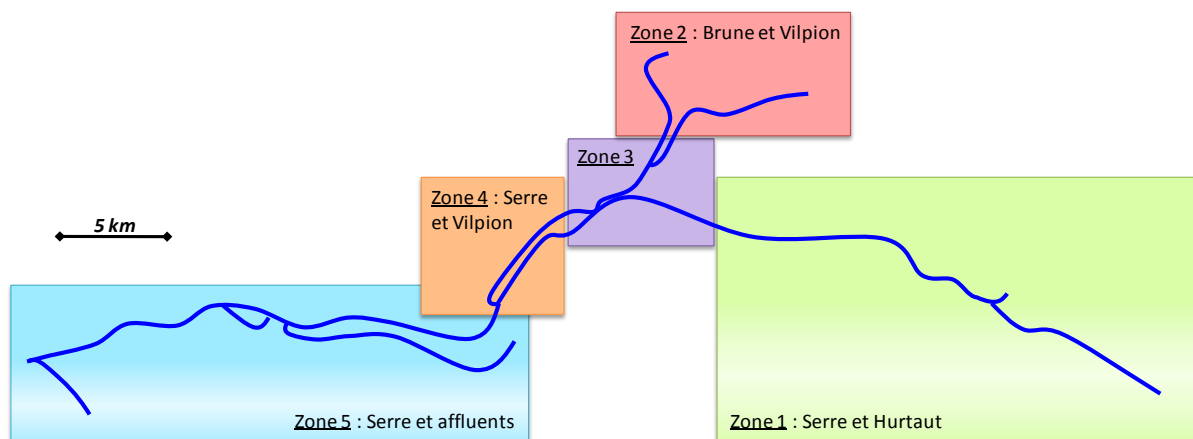 Zone 2 : Brune et Vilpion
Zone 3
Zone 4 : Serre
et Vilpion
5 km
Zone 5 : Serre et affluents
Zone 1 : Serre et Hurtaut